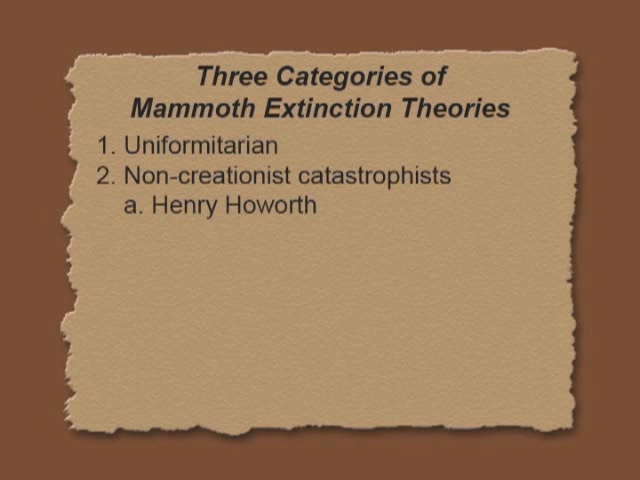 Three Categories of
Mammoth Extinction Theories
1. Uniformitarian
2. Non-creationist catastrophists
a. Henry Howorth